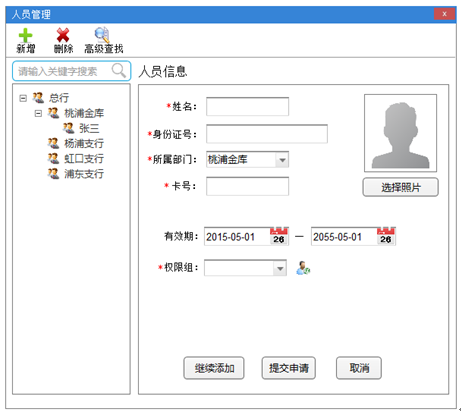 人员管理
x
新增 删除 高级查找
请输入关键字搜索
人员信息
总行
桃浦金库
张三
杨浦支行
虹口支行
浦东支行
*姓名：
*身份证号：
*所属部门： 桃浦金库
*卡号：
选择照片
有效期： 2015-05-01 26 — 2055-05-01 26
*权限组：
继续添加 提交申请 取消